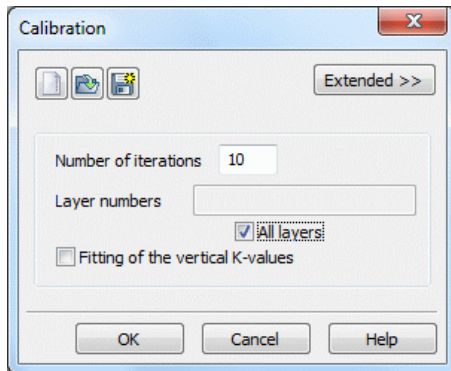 Calibration
Extended >>
Number of iterations 10
Layer numbers
All layers
Fitting of the vertical K-values
OK Cancel Help